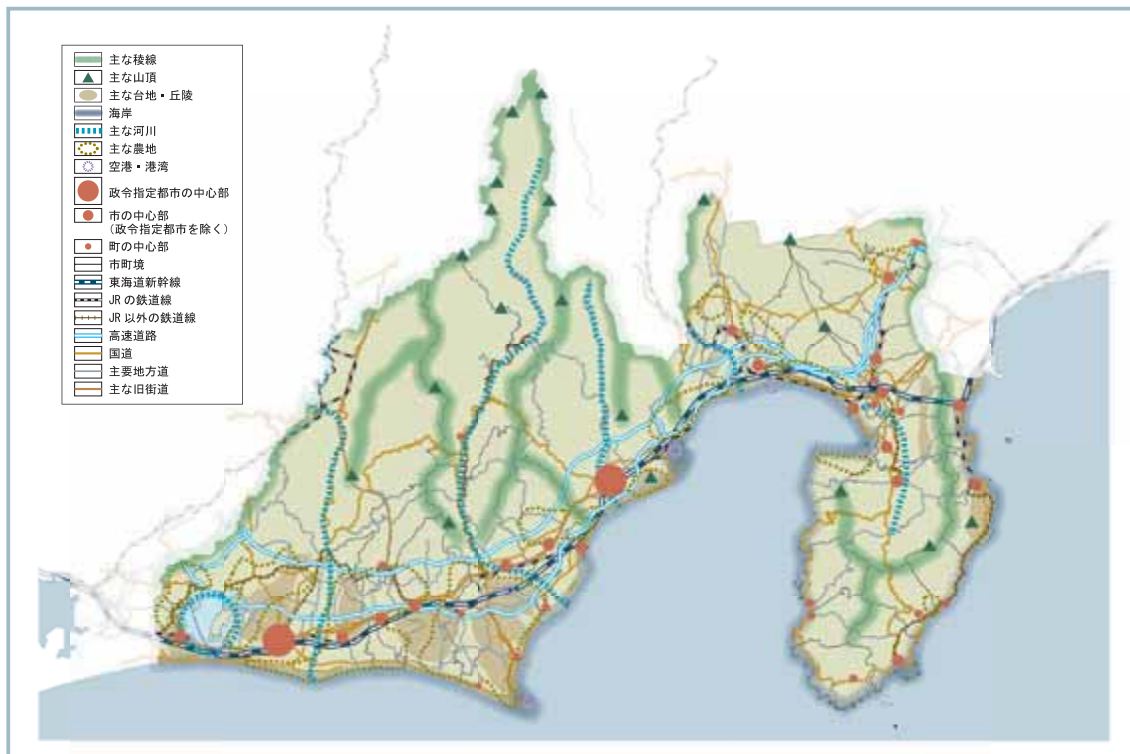 主な稜線
主な山頂
主な台地・丘陵
海岸
主な河川
主な農地
空港・港湾
政令指定都市の中心部
市の中心部
（政令指定都市を除く）
町の中心部
市町境
東海道新幹線
JRの鉄道線
JR以外の鉄道線
高速道路
国道
主要地方道
主な旧街道